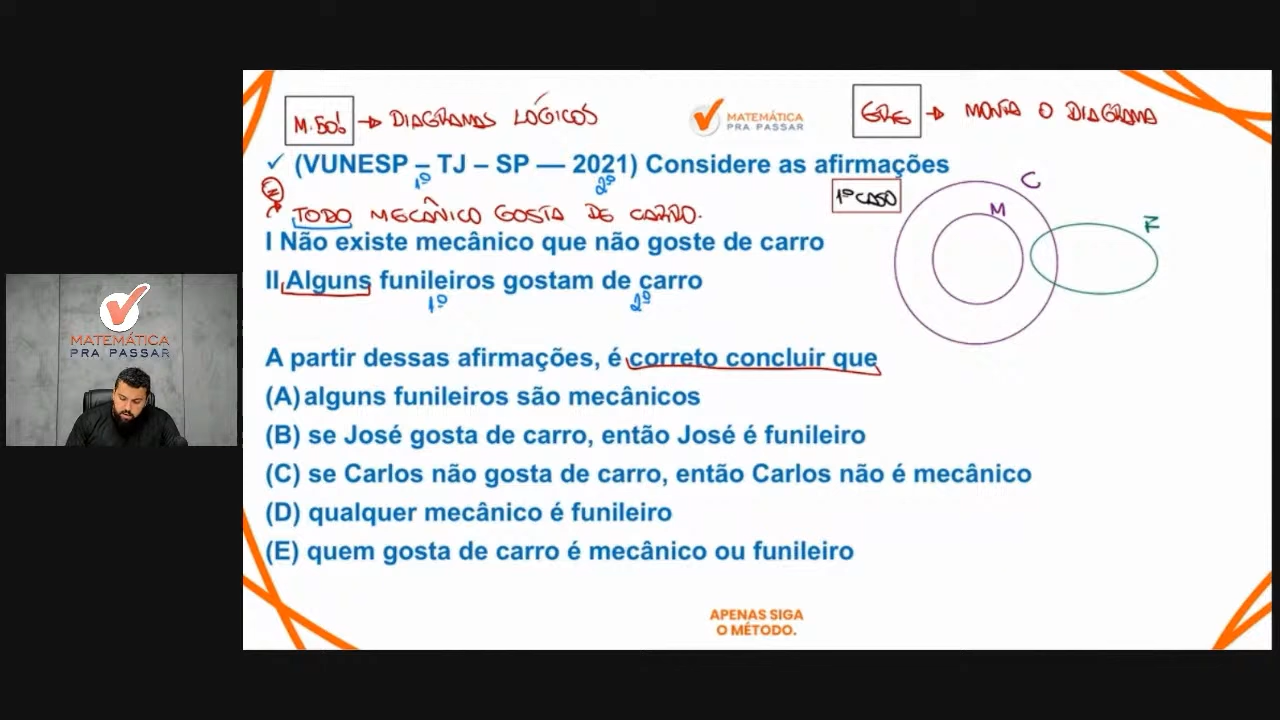 M. 50's → DIAGRAMAS LÓGICOS
MATEMÁTICA
PRA PASSAR
→ MONTA O DIAGRAMA
✓ (VUNESP – TJ – SP –– 2021) Considere as afirmações
1º 2º
1º CASO
C
M
F
TODO MECÂNICO GOSTA DE CARRO.
I Não existe mecânico que não goste de carro
II Alguns funileiros gostam de carro
1º 2º
A partir dessas afirmações, é correto concluir que
(A) alguns funileiros são mecânicos
(B) se José gosta de carro, então José é funileiro
(C) se Carlos não gosta de carro, então Carlos não é mecânico
(D) qualquer mecânico é funileiro
(E) quem gosta de carro é mecânico ou funileiro
APENAS SIGA
O MÉTODO.
MATEMÁTICA
PRA PASSAR